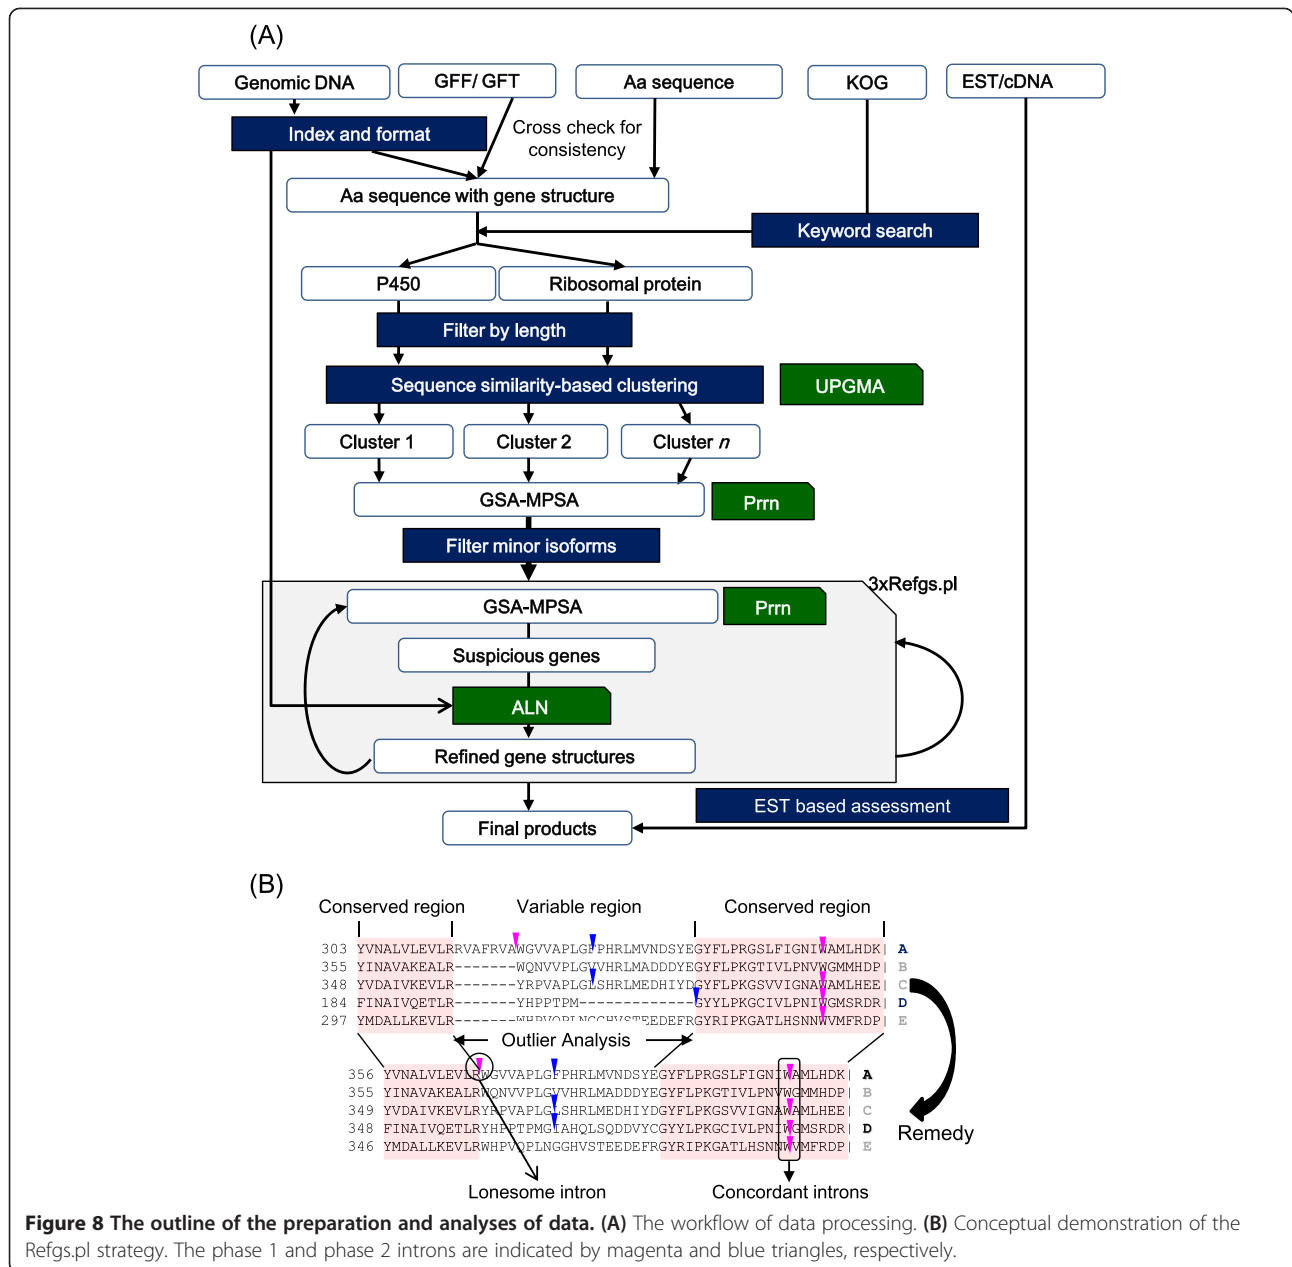 (A)
Genomic DNA
GFF/ GFT
Aa sequence
KOG
EST/cDNA
Index and format
Cross check for
consistency
Aa sequence with gene structure
Keyword search
P450
Ribosomal protein
Filter by length
Sequence similarity-based clustering
UPGMA
Cluster 1
Cluster 2
Cluster n
GSA-MPSA
Prrn
Filter minor isoforms
3xRefgs.pl
GSA-MPSA
Prrn
Suspicious genes
ALN
Refined gene structures
EST based assessment
Final products
(B)
Conserved region
Variable region
Conserved region
303 YVNALVLEVLRRVAFRVAWGVVAPLGFPHRLMVNDSYEGYFLPRGSLFIGNIWAMLHDK| A
355 YINAVAKEALR-------WQNVVPLGVVHRLMADDDYEGYFLPKGTIVLPNVWGMMHDP| B
348 YVDAIVKEVLR-------YRPVAPLGLSHRLMEDHIYDGYFLPKGSVVIGNAWAMLHEE| C
184 FINAIVQETLR-------YHPPTPM-------------GYYLPKGCIVLPNIWGMSRDR| D
297 YMDALLKEVLR-------WHPVQPLNGGHVSTEEDEFRGYRIPKGATLHSNNWVMFRDP| E
Outlier Analysis
356 YVNALVLEVLRWGVVAPLGFPHRLMVNDSYEGYFLPRGSLFIGNIWAMLHDK| A
355 YINAVAKEALRWQNVVPLGVVHRLMADDDYEGYFLPKGTIVLPNVWGMMHDP| B
349 YVDAIVKEVLRYRPVAPLGLSHRLMEDHIYDGYFLPKGSVVIGNAWAMLHEE| C
348 FINAIVQETLRYHPPTPMGIAHQLSQDDVYCGYYLPKGCIVLPNIWGMSRDR| D
346 YMDALLKEVLRWHPVQPLNGGHVSTEEDEFRGYRIPKGATLHSNNWVMFRDP| E
Remedy
Lonesome intron
Concordant introns
Figure 8 The outline of the preparation and analyses of data. (A) The workflow of data processing. (B) Conceptual demonstration of the
Refgs.pl strategy. The phase 1 and phase 2 introns are indicated by magenta and blue triangles, respectively.